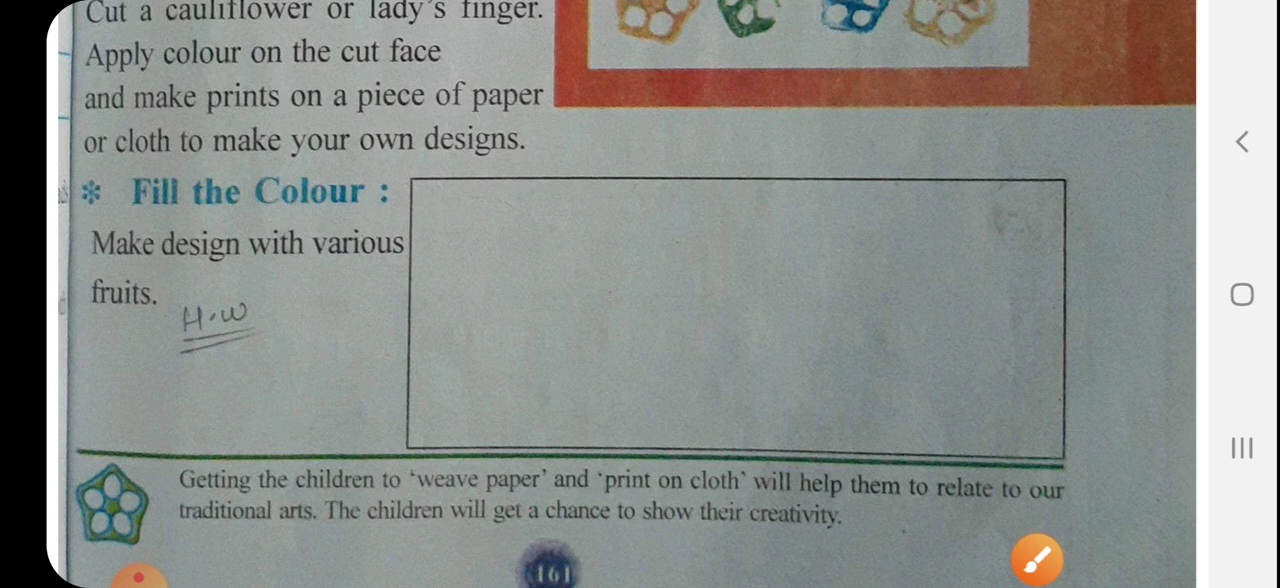 Cut a cauliflower or lady's finger.
Apply colour on the cut face
and make prints on a piece of paper
or cloth to make your own designs.
* Fill the Colour :
Make design with various
fruits.
H.W
Getting the children to ‘weave paper’ and ‘print on cloth’ will help them to relate to our
traditional arts. The children will get a chance to show their creativity.
161